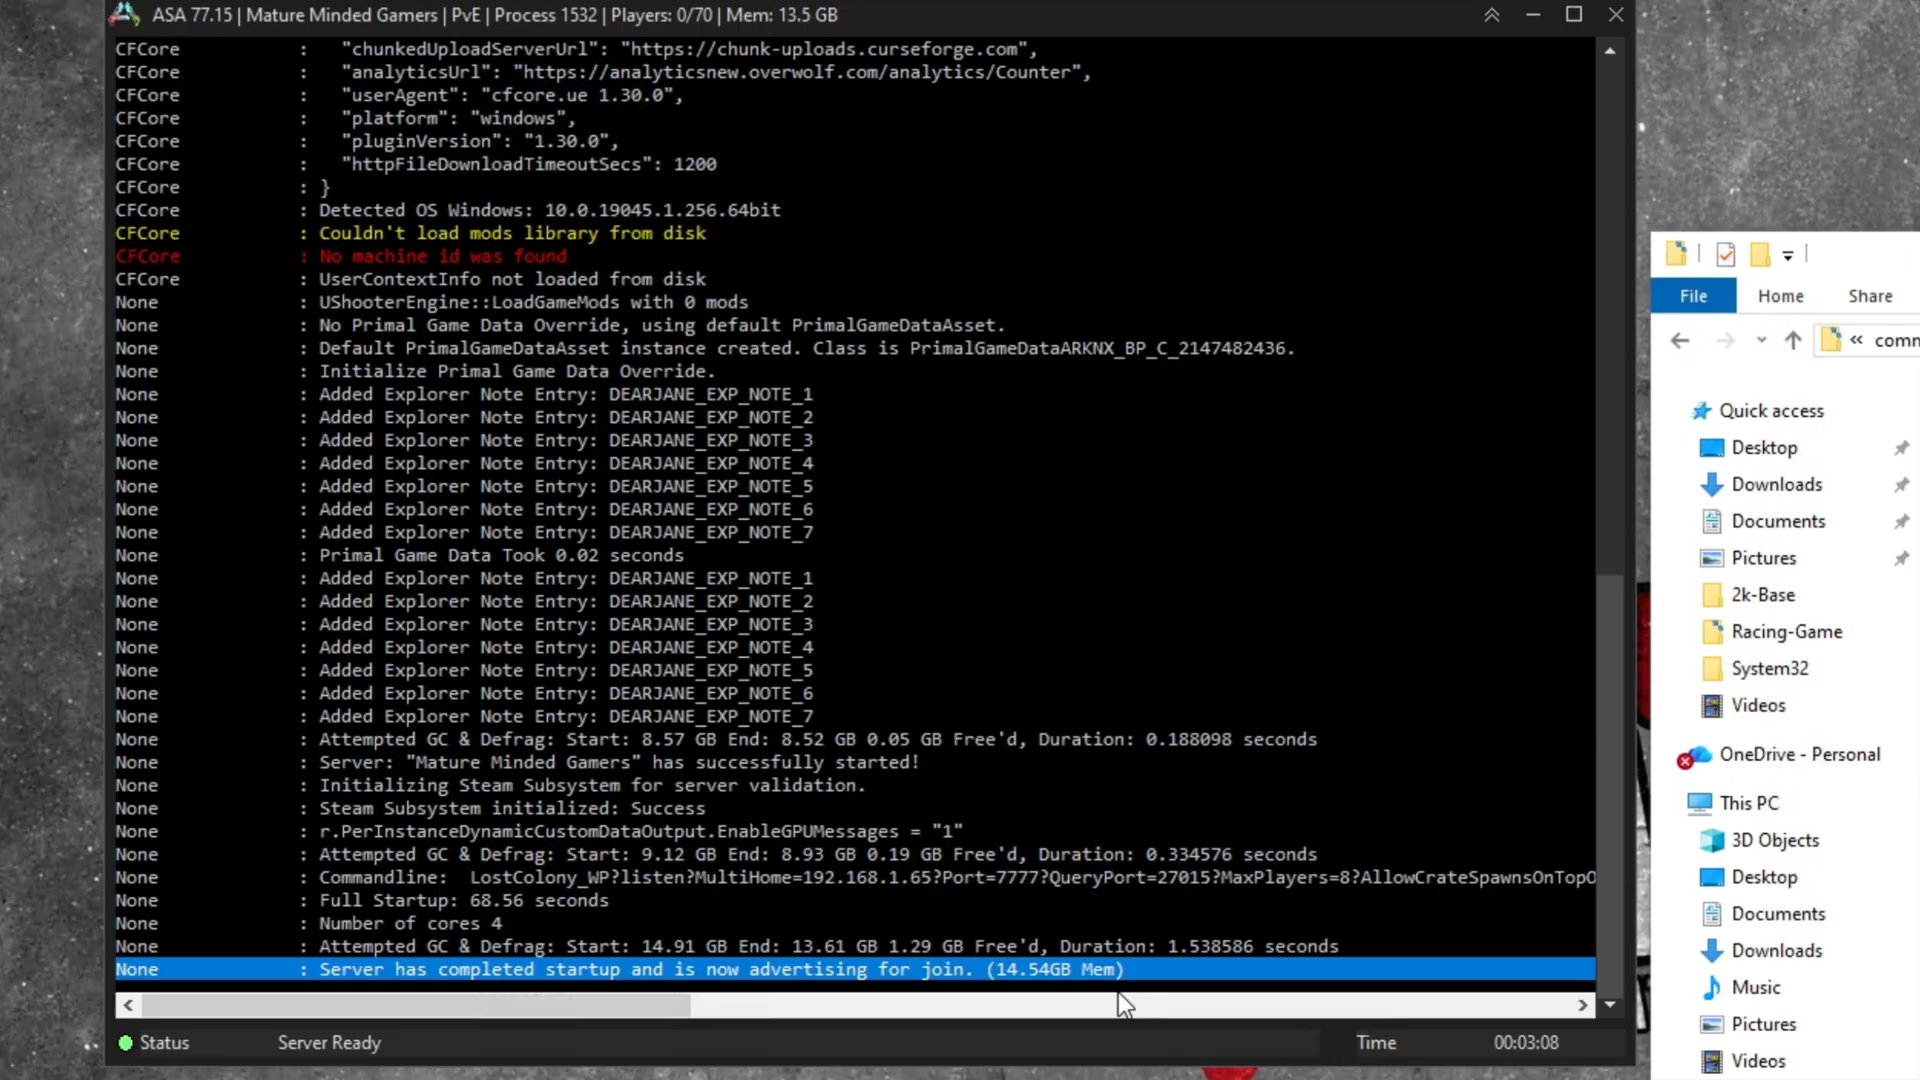 ASA 77.15 | Mature Minded Gamers | PvE | Process 1532 | Players: 0/70 | Mem: 13.5 GB
CFCore : "chunkedUploadServerUrl": "https://chunk-uploads.curseforge.com",
CFCore : "analyticsUrl": "https://analyticsnew.overwolf.com/analytics/Counter",
CFCore : "userAgent": "cfcore.ue 1.30.0",
CFCore : "platform": "windows",
CFCore : "pluginVersion": "1.30.0",
CFCore : "httpFileDownloadTimeoutSecs": 1200
CFCore : }
CFCore : Detected OS Windows: 10.0.19045.1.256.64bit
CFCore : Couldn't load mods library from disk
CFCore : No machine id was found
CFCore : UserContextInfo not loaded from disk
None : UShooterEngine::LoadGameMods with 0 mods
None : No Primal Game Data Override, using default PrimalGameDataAsset.
None : Default PrimalGameDataAsset instance created. Class is PrimalGameDataARKNX_BP_C_2147482436.
None : Initialize Primal Game Data Override.
None : Added Explorer Note Entry: DEARJANE_EXP_NOTE_1
None : Added Explorer Note Entry: DEARJANE_EXP_NOTE_2
None : Added Explorer Note Entry: DEARJANE_EXP_NOTE_3
None : Added Explorer Note Entry: DEARJANE_EXP_NOTE_4
None : Added Explorer Note Entry: DEARJANE_EXP_NOTE_5
None : Added Explorer Note Entry: DEARJANE_EXP_NOTE_6
None : Added Explorer Note Entry: DEARJANE_EXP_NOTE_7
None : Primal Game Data Took 0.02 seconds
None : Added Explorer Note Entry: DEARJANE_EXP_NOTE_1
None : Added Explorer Note Entry: DEARJANE_EXP_NOTE_2
None : Added Explorer Note Entry: DEARJANE_EXP_NOTE_3
None : Added Explorer Note Entry: DEARJANE_EXP_NOTE_4
None : Added Explorer Note Entry: DEARJANE_EXP_NOTE_5
None : Added Explorer Note Entry: DEARJANE_EXP_NOTE_6
None : Added Explorer Note Entry: DEARJANE_EXP_NOTE_7
None : Attempted GC & Defrag: Start: 8.57 GB End: 8.52 GB 0.05 GB Free'd, Duration: 0.188098 seconds
None : Server: "Mature Minded Gamers" has successfully started!
None : Initializing Steam Subsystem for server validation.
None : Steam Subsystem initialized: Success
None : r.PerInstanceDynamicCustomDataOutput.EnableGPUMessages = "1"
None : Attempted GC & Defrag: Start: 9.12 GB End: 8.93 GB 0.19 GB Free'd, Duration: 0.334576 seconds
None : Commandline: LostColony_WP?listen?MultiHome=192.168.1.65?Port=7777?QueryPort=27015?MaxPlayers=8?AllowCrateSpawnsOnTopO
None : Full Startup: 68.56 seconds
None : Number of cores 4
None : Attempted GC & Defrag: Start: 14.91 GB End: 13.61 GB 1.29 GB Free'd, Duration: 1.538586 seconds
None : Server has completed startup and is now advertising for join. (14.54GB Mem)
Status Server Ready Time 00:03:08
File Home Share
« comm
Quick access
Desktop
Downloads
Documents
Pictures
2k-Base
Racing-Game
System32
Videos
OneDrive - Personal
This PC
3D Objects
Desktop
Documents
Downloads
Music
Pictures
Videos